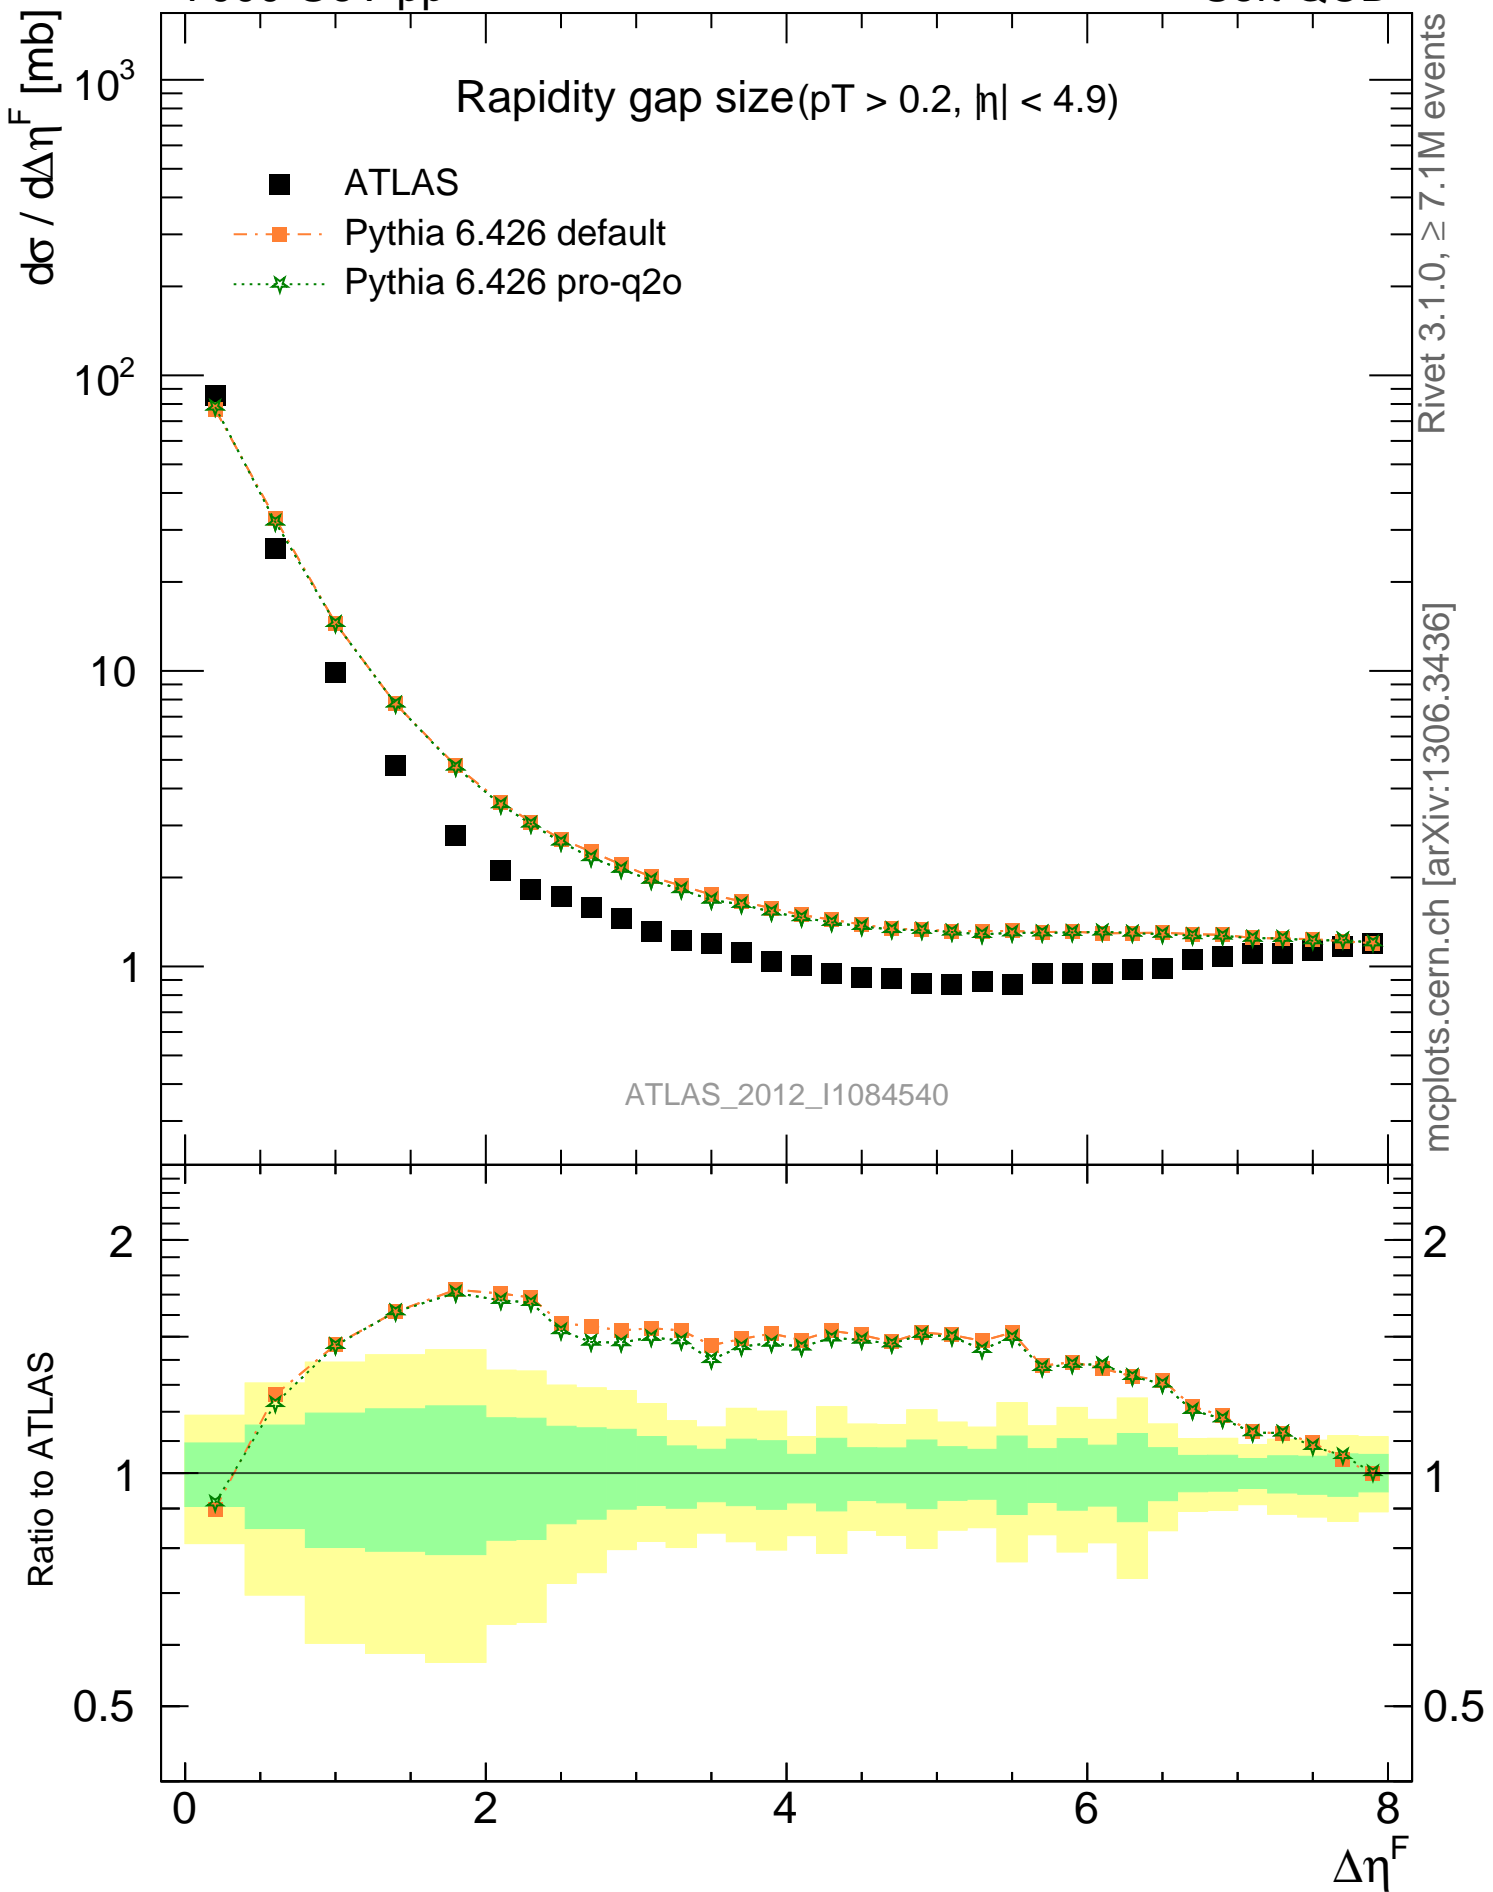 Rapidity gap size (pT > 0.2, |η| < 4.9)
dσ / dΔη^F [mb]
ATLAS
Pythia 6.426 default
Pythia 6.426 pro-q2o
10^3
10^2
10
1
ATLAS_2012_I1084540
Rivet 3.1.0, ≥ 7.1M events
mcplots.cern.ch [arXiv:1306.3436]
Ratio to ATLAS
2
1
0.5
2
1
0.5
0 2 4 6 8
Δη^F